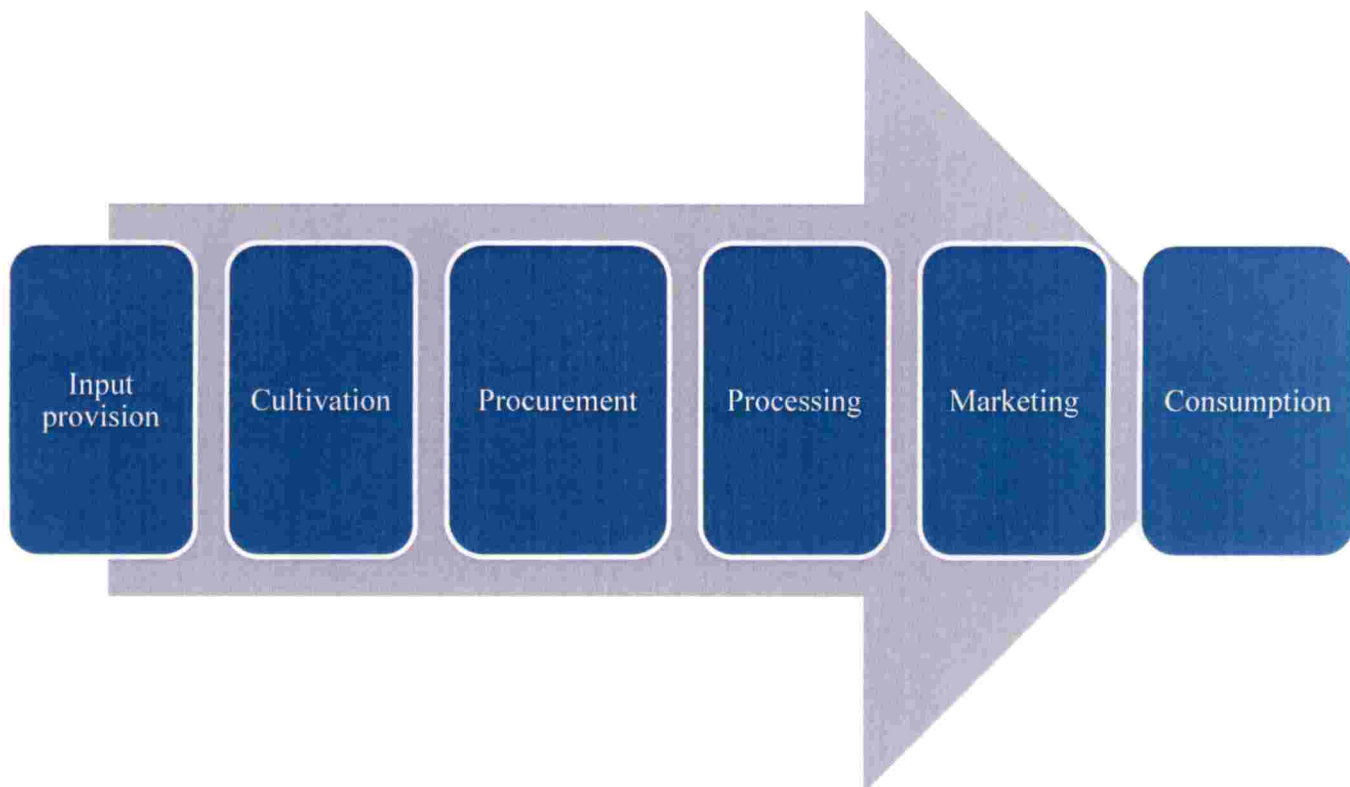 Input
provision
Cultivation
Procurement
Processing
Marketing
Consumption